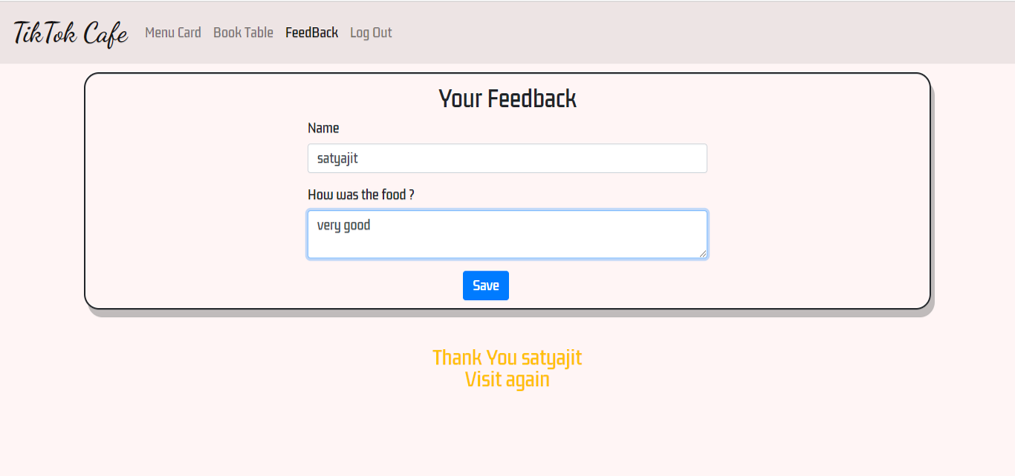 TikTok Cafe Menu Card Book Table FeedBack Log Out
Your Feedback
Name
satyajit
How was the food ?
very good
Save
Thank You satyajit
Visit again